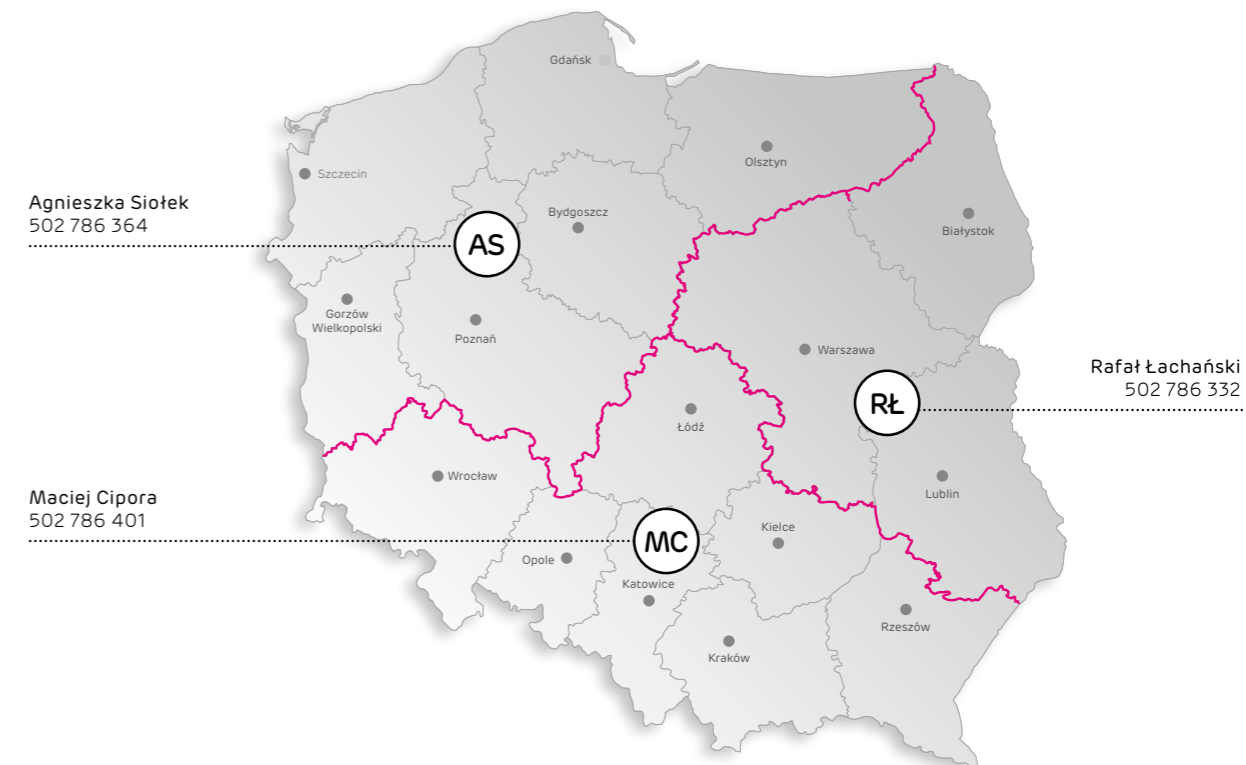 Gdańsk
Olsztyn
Szczecin
Agnieszka Siołek
502 786 364
Bydgoszcz
Białystok
AS
Gorzów
Wielkopolski
Poznań
Warszawa
Rafał Łachański
502 786 332
RŁ
Łódź
Wrocław
Lublin
Maciej Cipora
502 786 401
MC
Kielce
Opole
Katowice
Rzeszów
Kraków